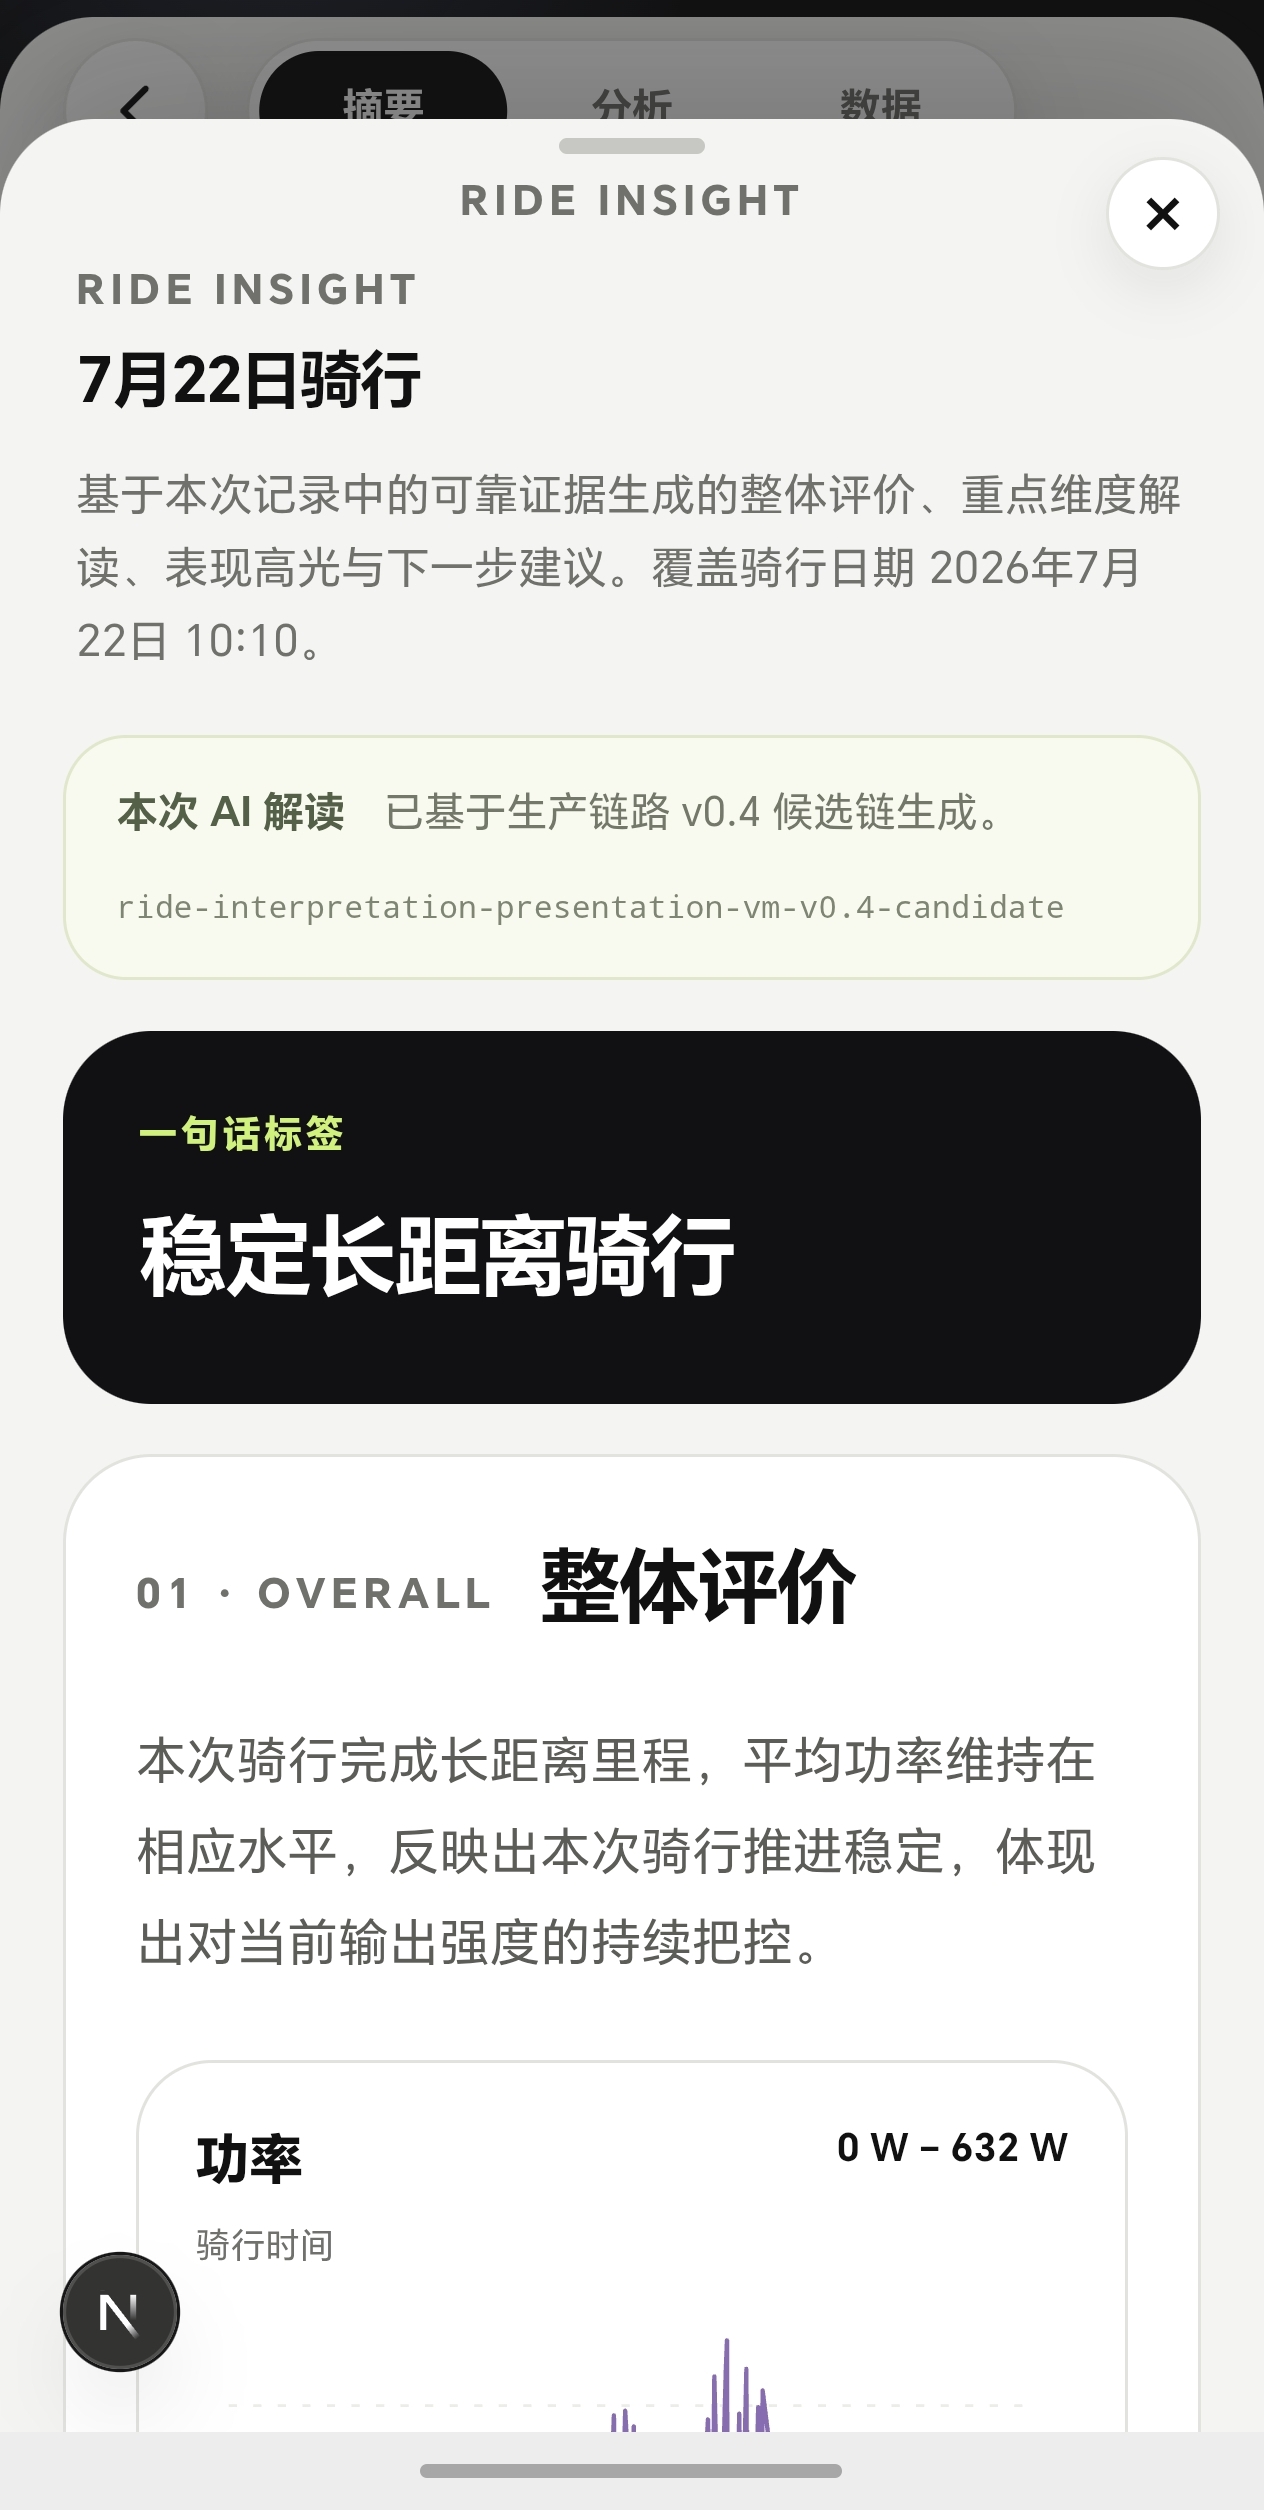 摘要 分析 数据
RIDE INSIGHT
RIDE INSIGHT
7月22日骑行
基于本次记录中的可靠证据生成的整体评价、重点维度解
读、表现高光与下一步建议。覆盖骑行日期 2026年7月
22日 10:10。
本次 AI 解读 已基于生产链路 v0.4 候选链生成。
ride-interpretation-presentation-vm-v0.4-candidate
一句话标签
稳定长距离骑行
01 · OVERALL 整体评价
本次骑行完成长距离里程，平均功率维持在
相应水平，反映出本次骑行推进稳定，体现
出对当前输出强度的持续把控。
功率 0 W – 632 W
骑行时间
N